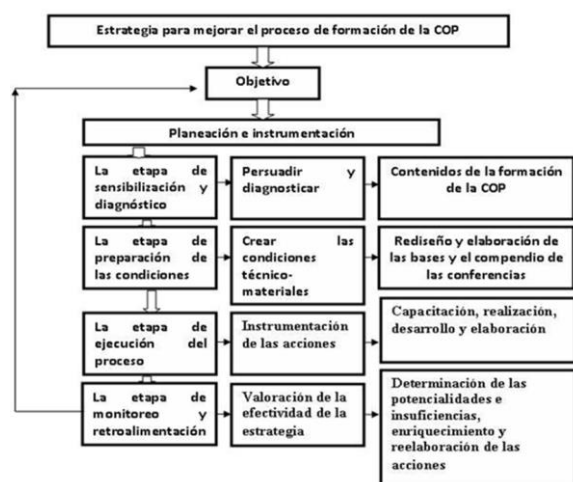 Estrategia para mejorar el proceso de formación de la COP
Objetivo
Planeación e instrumentación
La etapa de
sensibilización y
diagnóstico
Persuadir y
diagnosticar
Contenidos de la formación
de la COP
La etapa de
preparación de
las condiciones
Crear las
condiciones
técnico-
materiales
Rediseño y elaboración de
las bases y el compendio de
las conferencias
La etapa de
ejecución del
proceso
Instrumentación
de las acciones
Capacitación, realización,
desarrollo y elaboración
La etapa de
monitoreo y
retroalimentación
Valoración de la
efectividad de la
estrategia
Determinación de las
potencialidades e
insuficiencias,
enriquecimiento y
reelaboración de las
acciones